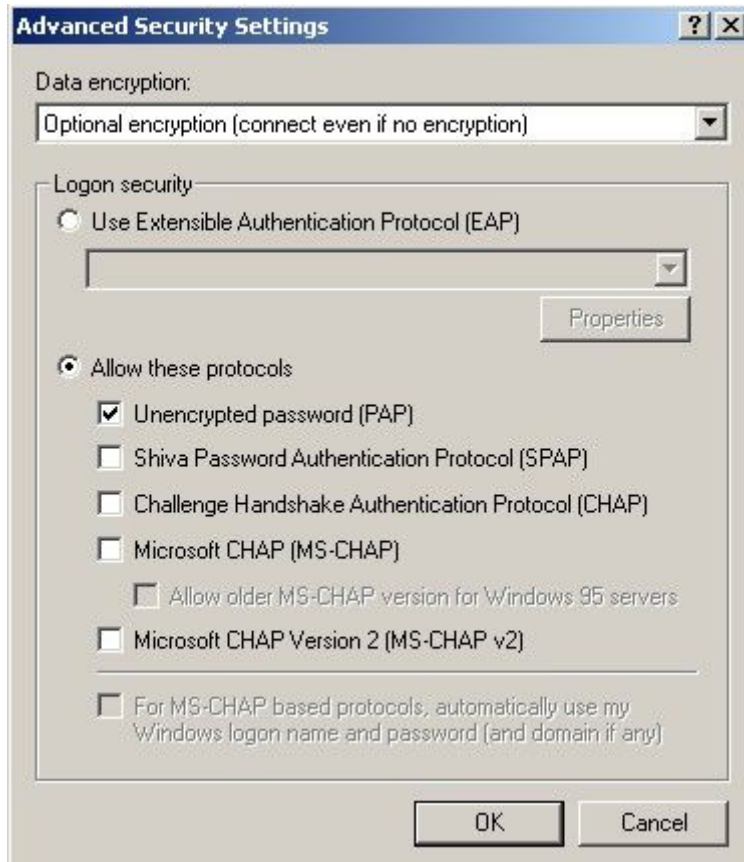 Advanced Security Settings
Data encryption:
Optional encryption (connect even if no encryption)
Logon security
Use Extensible Authentication Protocol (EAP)
Properties
Allow these protocols
Unencrypted password (PAP)
Shiva Password Authentication Protocol (SPAP)
Challenge Handshake Authentication Protocol (CHAP)
Microsoft CHAP (MS-CHAP)
Allow older MS-CHAP version for Windows 95 servers
Microsoft CHAP Version 2 (MS-CHAP v2)
For MS-CHAP based protocols, automatically use my
Windows logon name and password (and domain if any)
OK Cancel